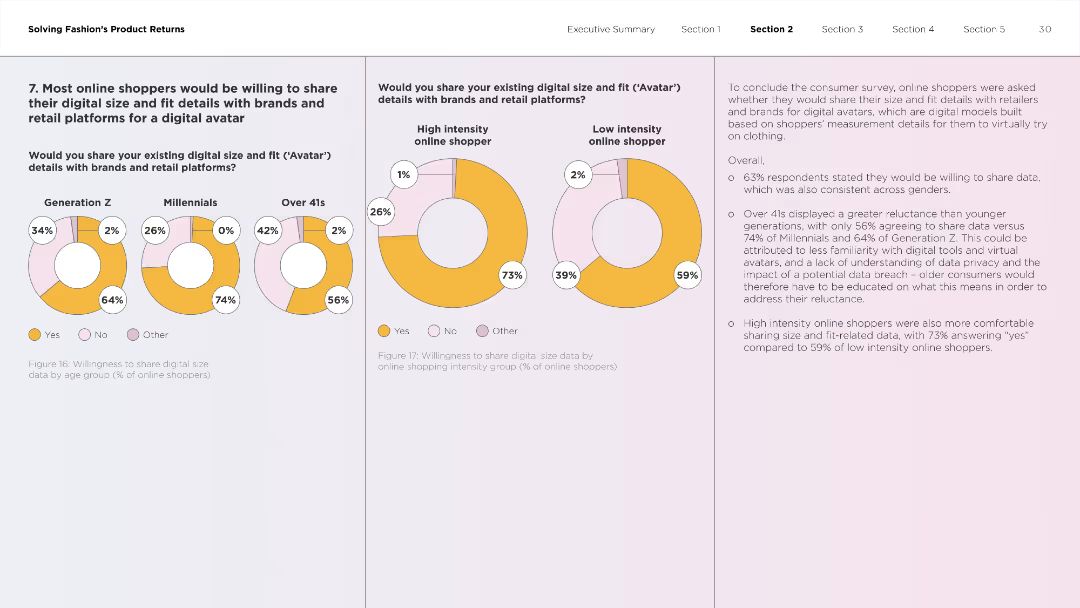 Solving Fashion's Product Returns
Executive Summary
Section 1
Section 2
Section 3
Section 4
Section 5
30
7. Most online shoppers would be willing to share
their digital size and fit details with brands and
retail platforms for a digital avatar
Would you share your existing digital size and fit ('Avatar')
details with brands and retail platforms?
Generation Z
34%
2%
64%
Millennials
26%
0%
74%
Over 41s
42%
2%
56%
Yes
No
Other
Figure 16: Willingness to share digital size
data by age group (% of online shoppers)
Would you share your existing digital size and fit ('Avatar')
details with brands and retail platforms?
High intensity
online shopper
1%
26%
73%
Low intensity
online shopper
2%
39%
59%
Yes
No
Other
Figure 17: Willingness to share digital size data by
online shopping intensity group (% of online shoppers)
To conclude the consumer survey, online shoppers were asked
whether they would share their size and fit details with retailers
and brands for digital avatars, which are digital models built
based on shoppers' measurement details for them to virtually try
on clothing.
Overall,
o 63% respondents stated they would be willing to share data,
which was also consistent across genders.
o Over 41s displayed a greater reluctance than younger
generations, with only 56% agreeing to share data versus
74% of Millennials and 64% of Generation Z. This could be
attributed to less familiarity with digital tools and virtual
avatars, and a lack of understanding of data privacy and the
impact of a potential data breach – older consumers would
therefore have to be educated on what this means in order to
address their reluctance.
o High intensity online shoppers were also more comfortable
sharing size and fit-related data, with 73% answering "yes"
compared to 59% of low intensity online shoppers.